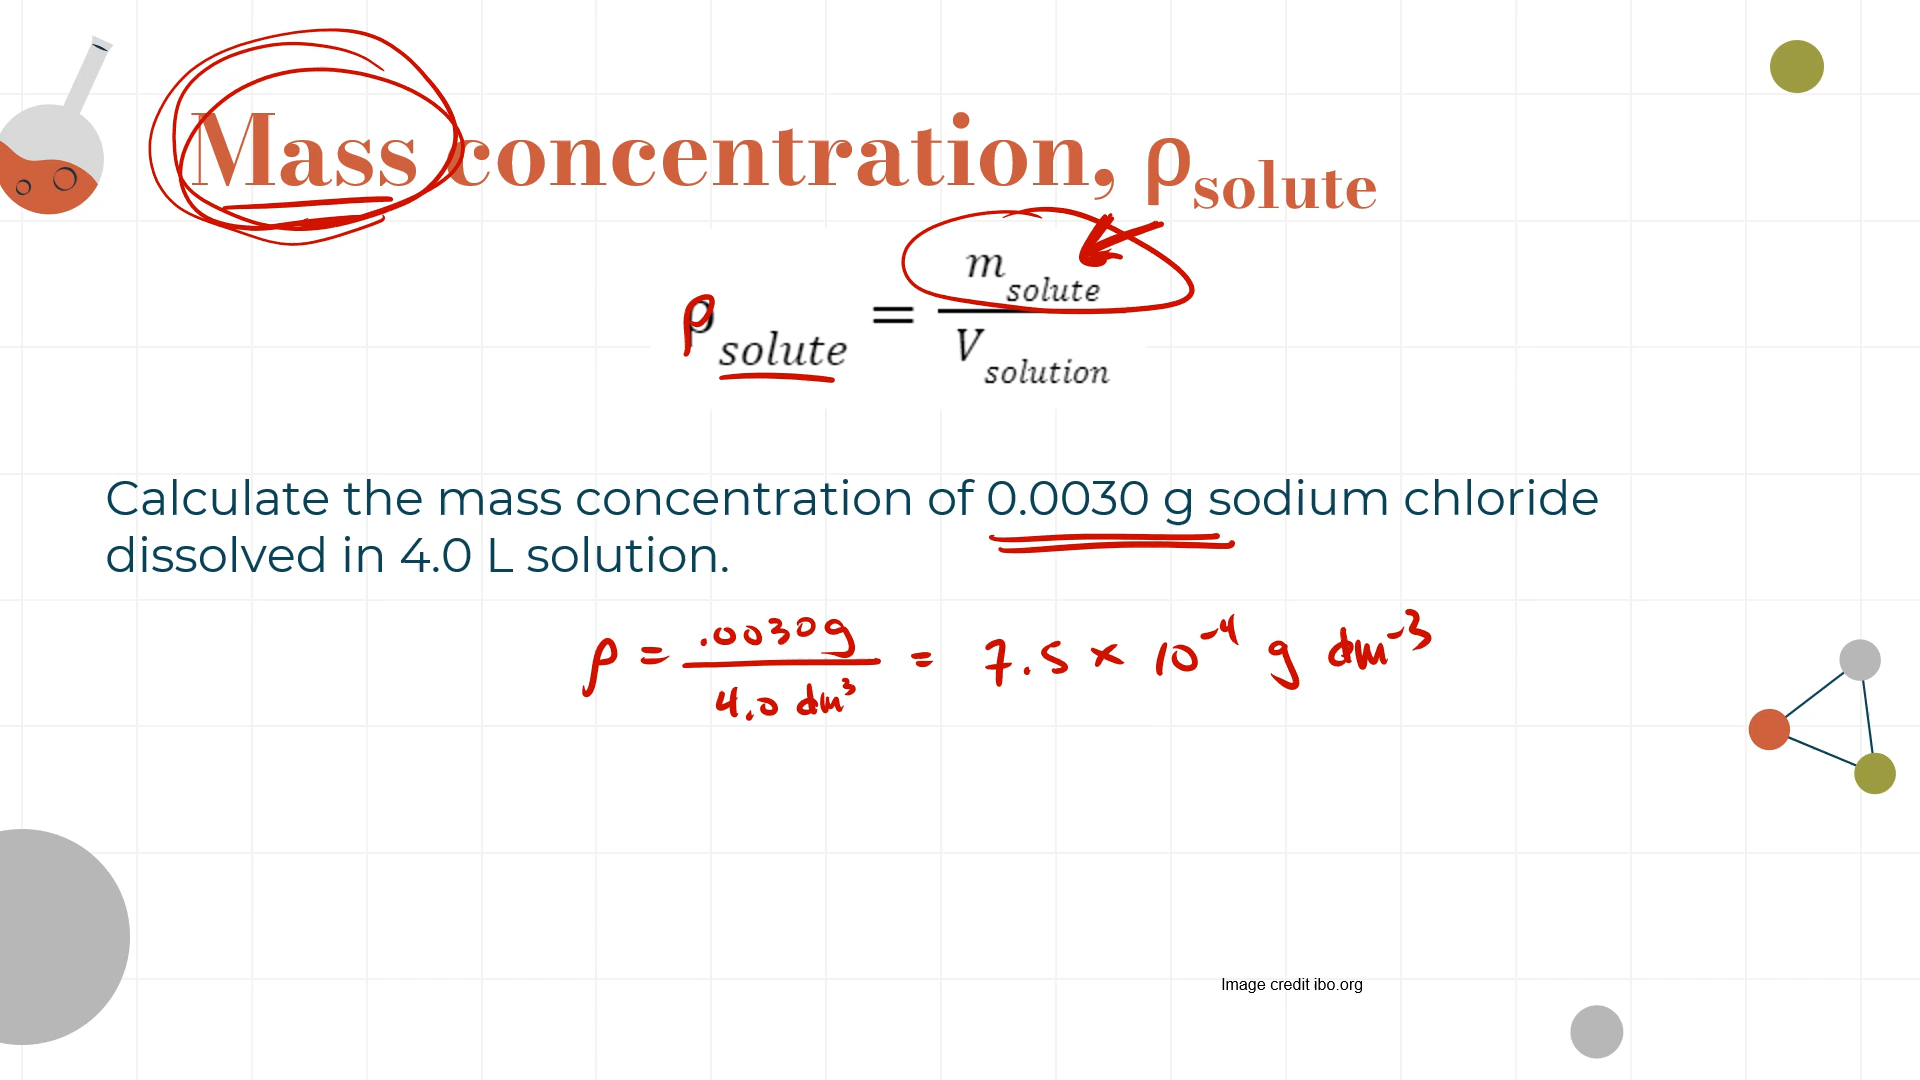 Mass concentration, ρsolute
ρsolute = msolute / Vsolution
Calculate the mass concentration of 0.0030 g sodium chloride
dissolved in 4.0 L solution.
ρ = .0030g / 4.0 dm³ = 7.5 × 10⁻⁴ g dm⁻³
Image credit ibo.org